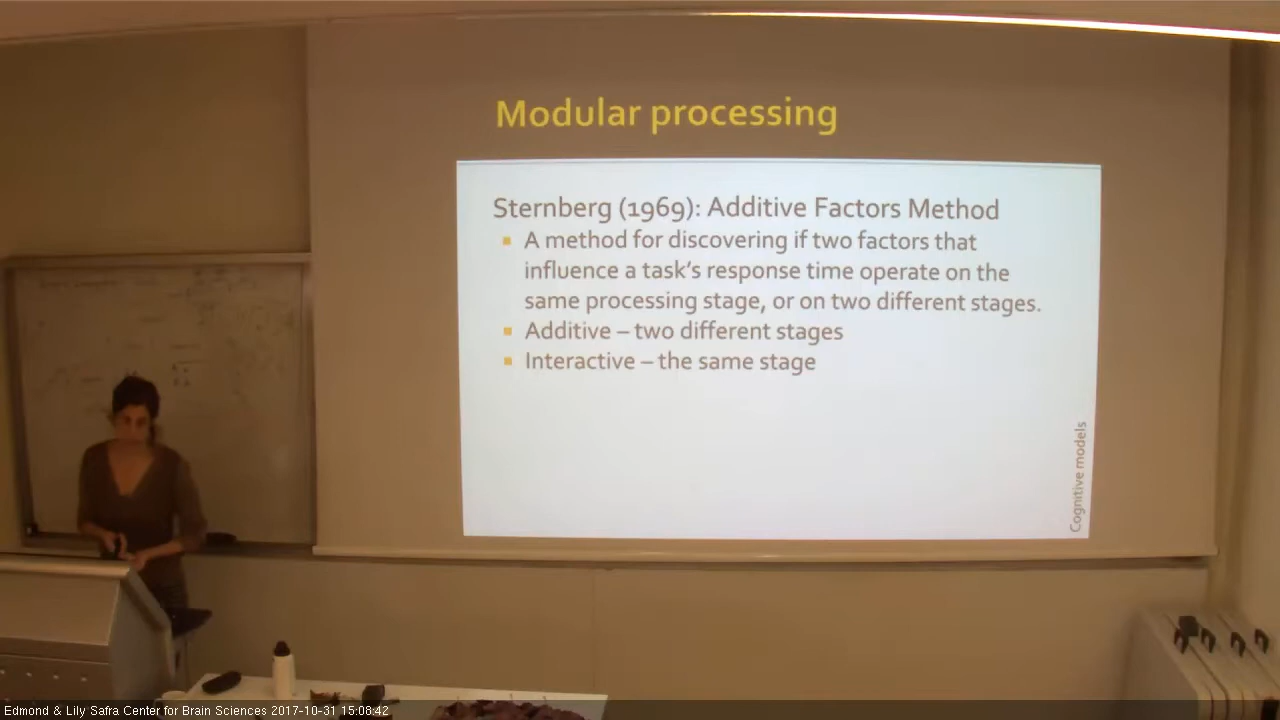 Modular processing
Sternberg (1969): Additive Factors Method
A method for discovering if two factors that
influence a task's response time operate on the
same processing stage, or on two different stages.
Additive – two different stages
Interactive – the same stage
Cognitive models
Edmond & Lily Safra Center for Brain Sciences 2017-10-31 15:08:42